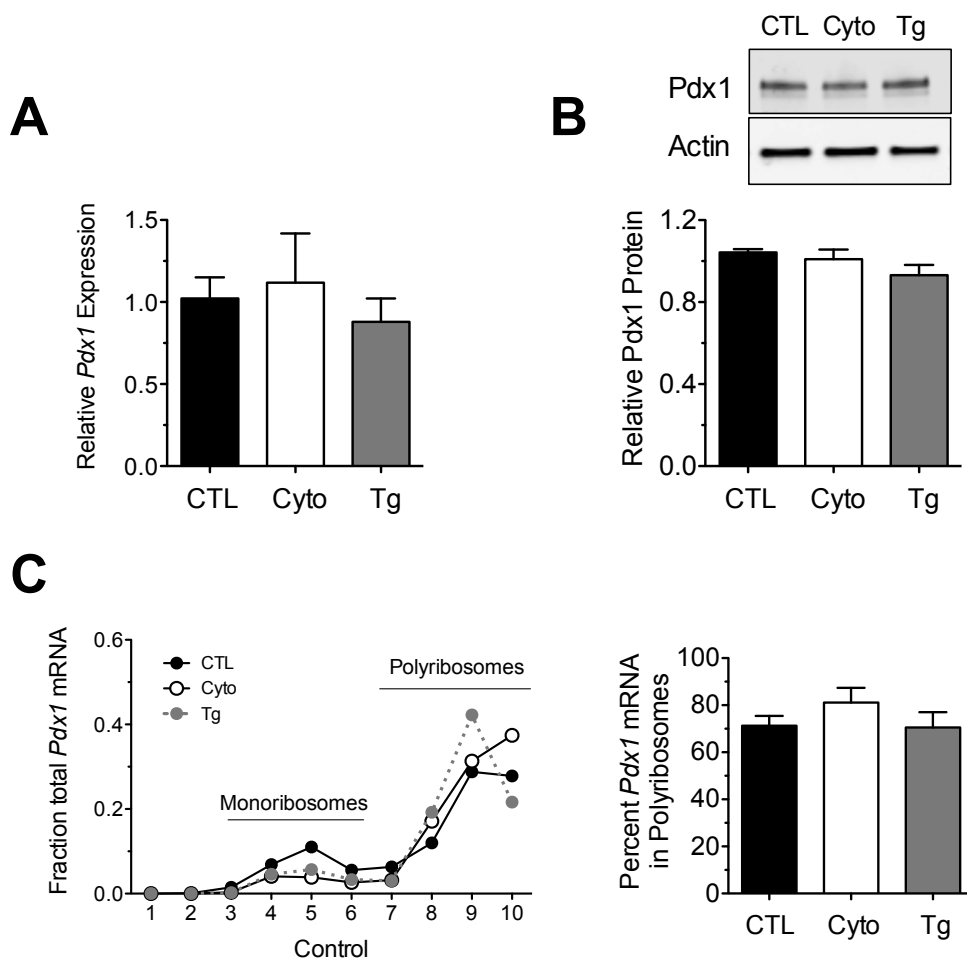 A
Relative Pdx1 Expression
1.5
1.0
0.5
0.0
CTL Cyto Tg
B
CTL Cyto Tg
Pdx1
Actin
Relative Pdx1 Protein
1.2
0.8
0.4
0.0
CTL Cyto Tg
C
Fraction total Pdx1 mRNA
0.6
0.4
0.2
0.0
CTL
Cyto
Tg
Monoribosomes
Polyribosomes
1 2 3 4 5 6 7 8 9 10
Control
Percent Pdx1 mRNA
in Polyribosomes
100
80
60
40
20
0
CTL Cyto Tg